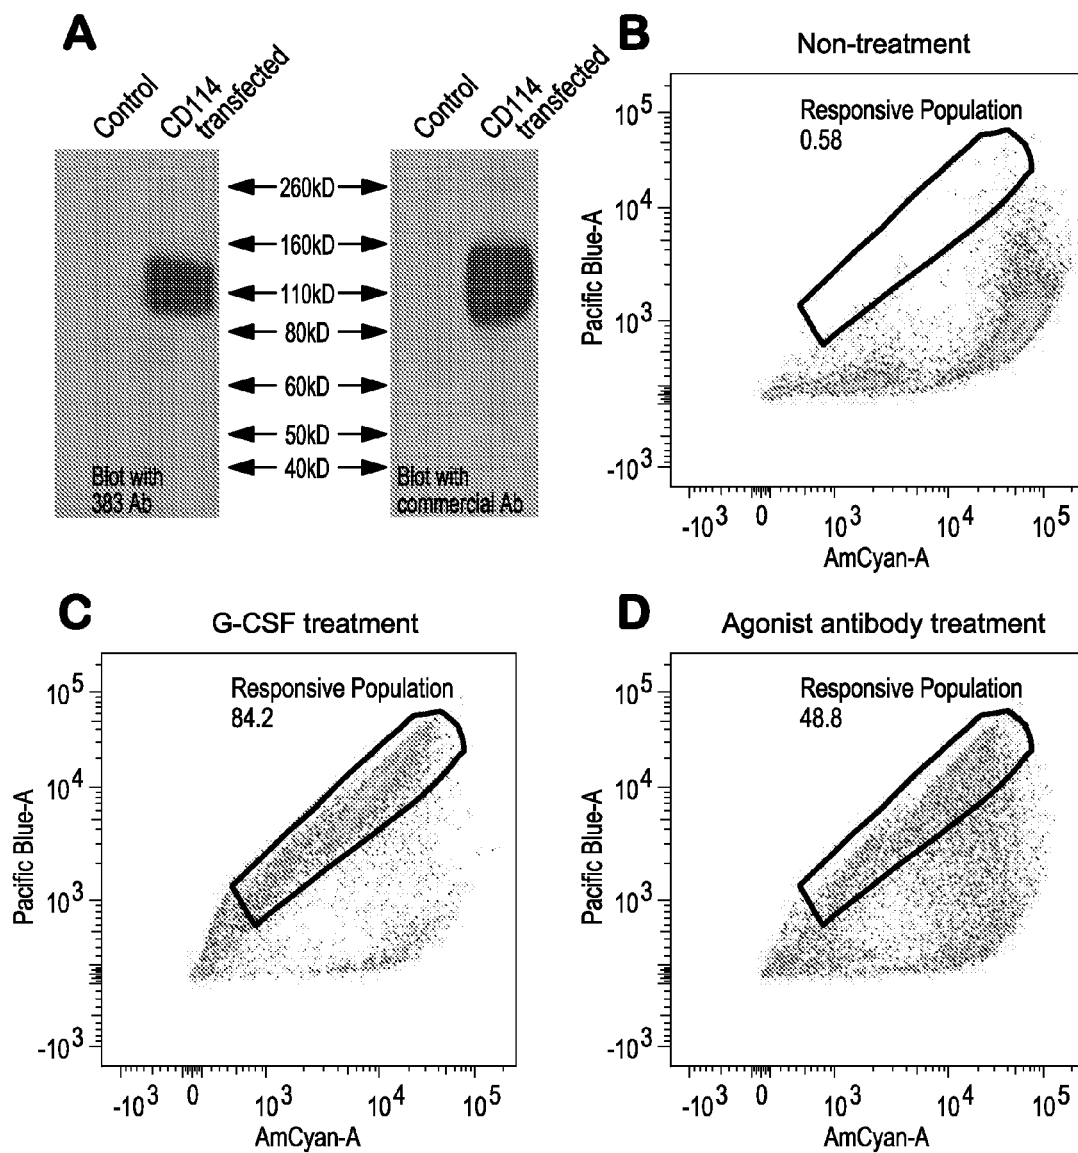 A
Control
CD114
transfected
Control
CD114
transfected
260kD
160kD
110kD
80kD
60kD
50kD
40kD
Blot with
383 Ab
Blot with
commercial Ab
B
Non-treatment
Responsive Population
0.58
Pacific Blue-A
10^5
10^4
10^3
-10^3
-10^3 0 10^3 10^4 10^5
AmCyan-A
C
G-CSF treatment
Responsive Population
84.2
Pacific Blue-A
10^5
10^4
10^3
-10^3
-10^3 0 10^3 10^4 10^5
AmCyan-A
D
Agonist antibody treatment
Responsive Population
48.8
Pacific Blue-A
10^5
10^4
10^3
-10^3
-10^3 0 10^3 10^4 10^5
AmCyan-A